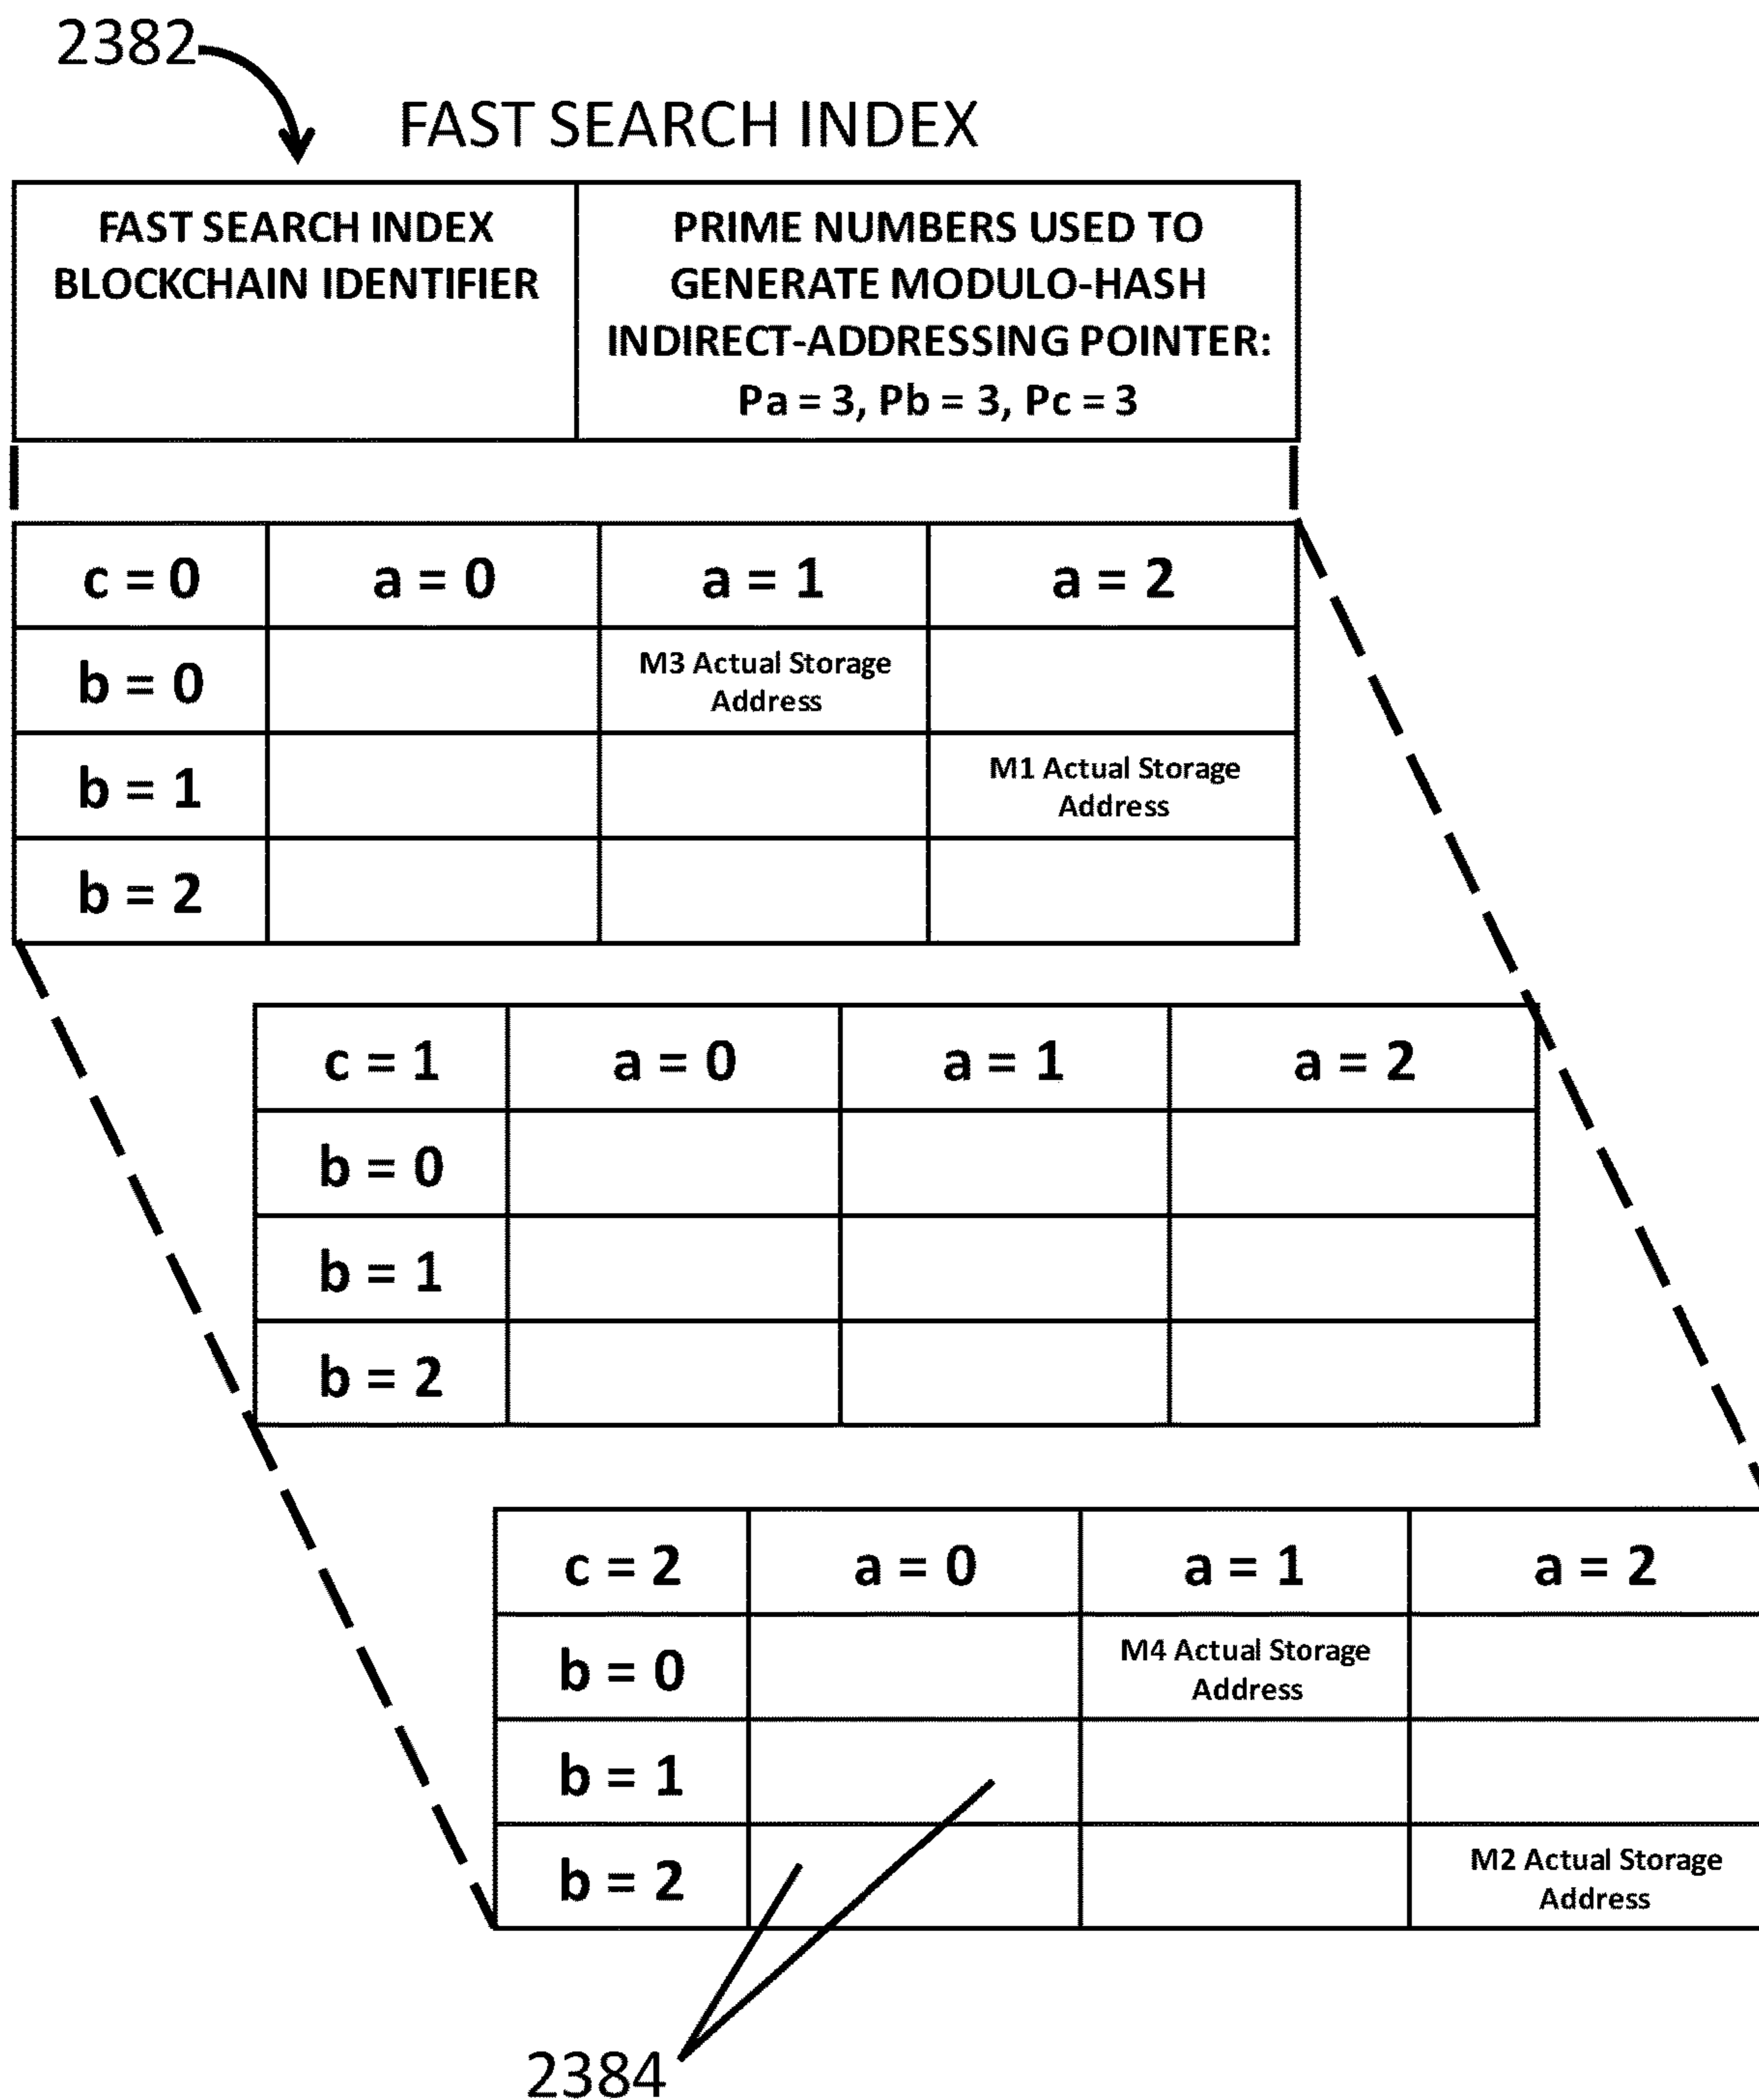 2382
FAST SEARCH INDEX
FAST SEARCH INDEX
BLOCKCHAIN IDENTIFIER
PRIME NUMBERS USED TO
GENERATE MODULO-HASH
INDIRECT-ADDRESSING POINTER:
Pa = 3, Pb = 3, Pc = 3
c = 0 a = 0 a = 1 a = 2
b = 0
M3 Actual Storage
Address
b = 1
M1 Actual Storage
Address
b = 2
c = 1 a = 0 a = 1 a = 2
b = 0
b = 1
b = 2
c = 2 a = 0 a = 1 a = 2
b = 0
M4 Actual Storage
Address
b = 1
b = 2
M2 Actual Storage
Address
2384